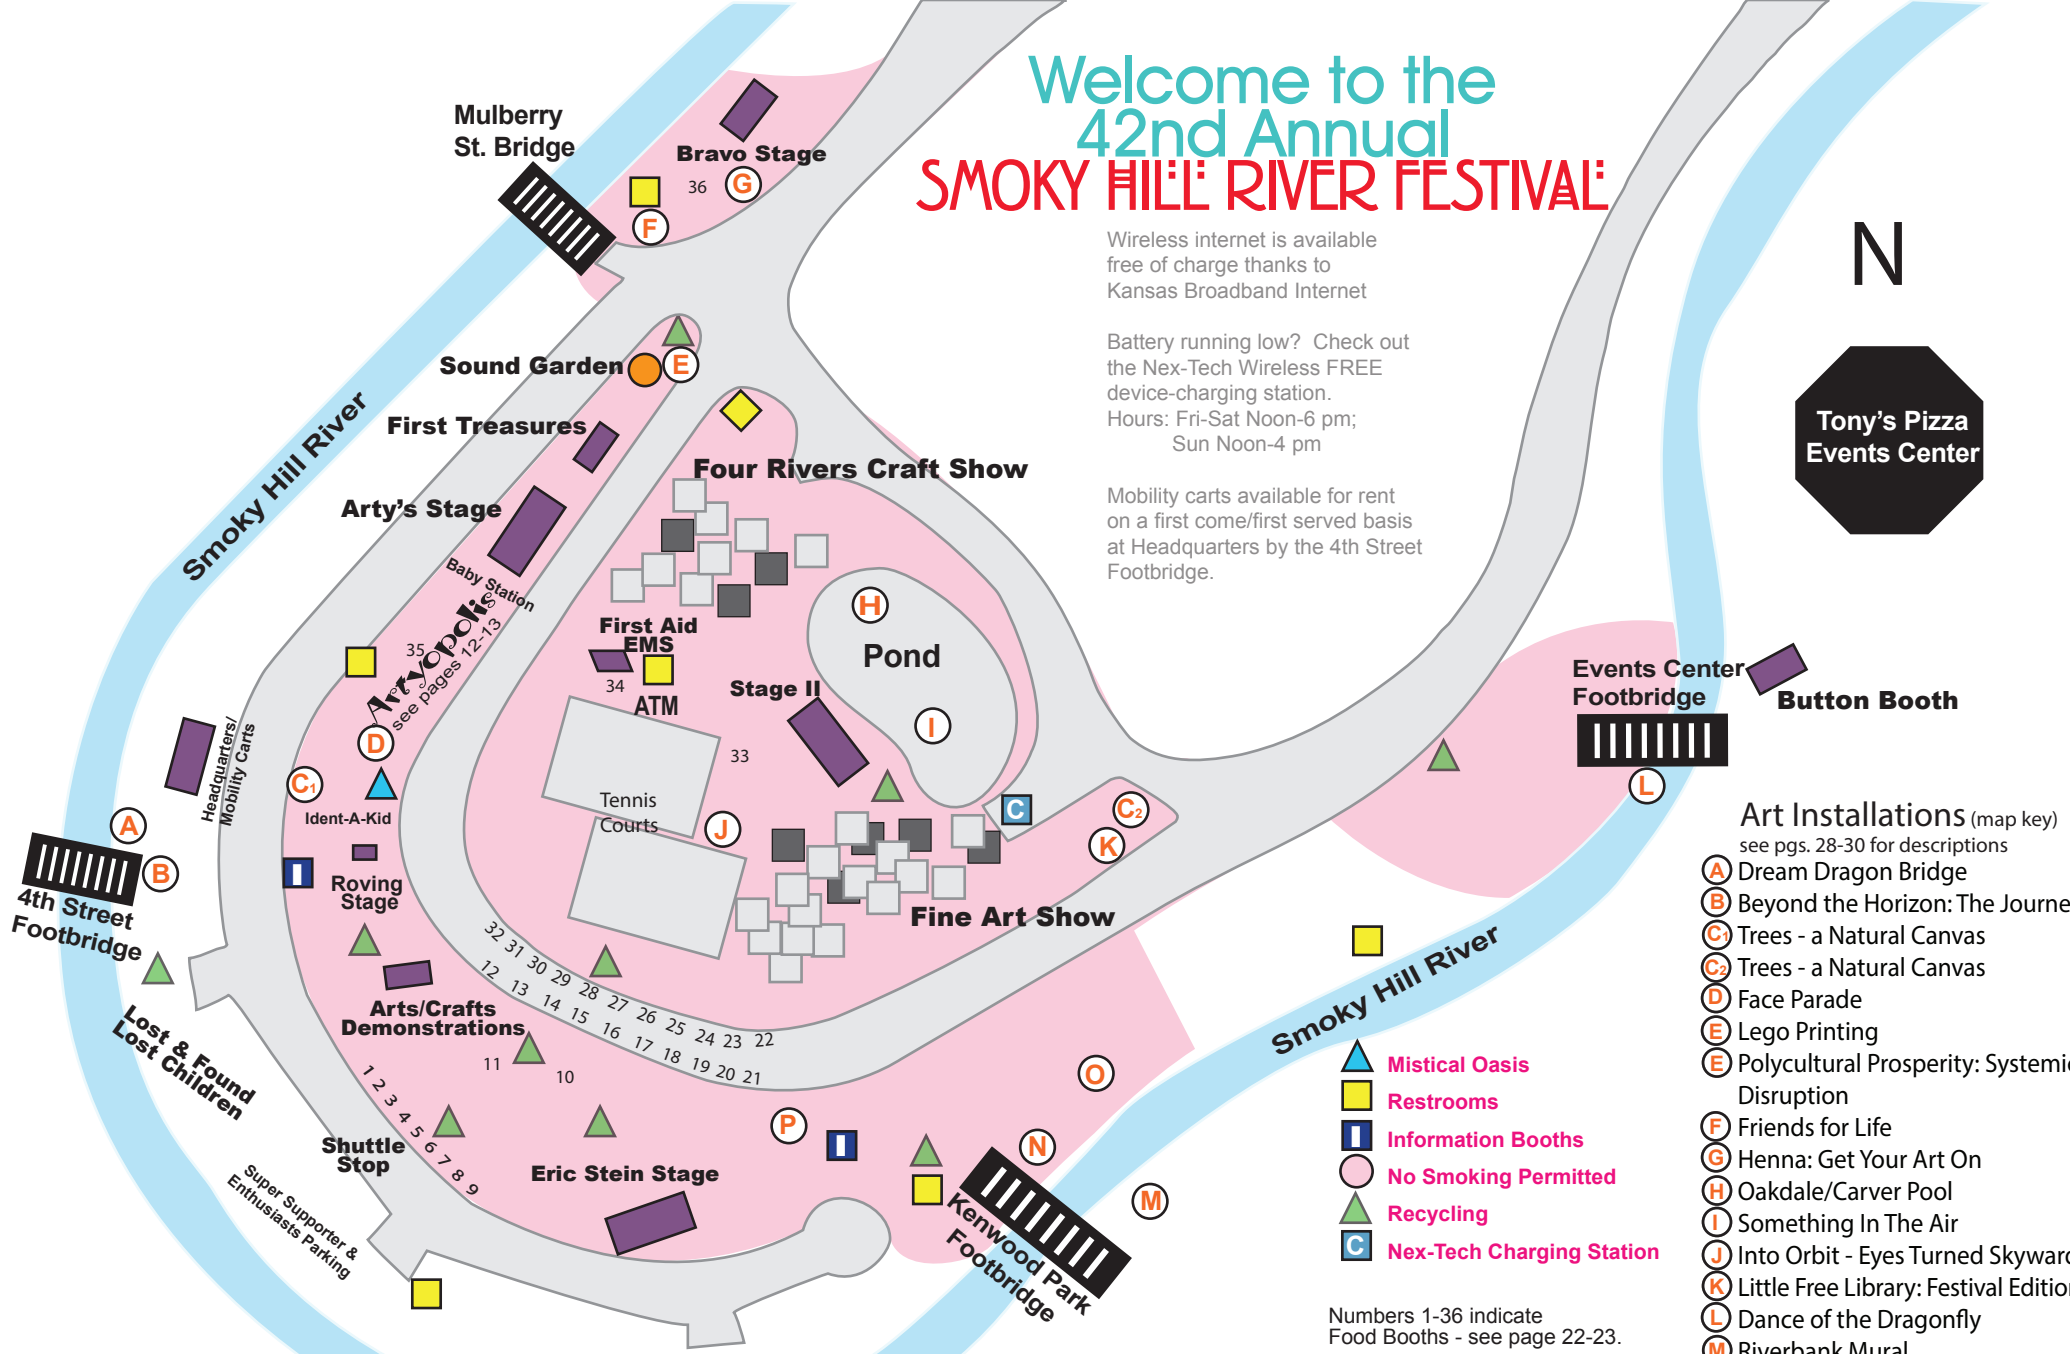 Welcome to the
42nd Annual
SMOKY HILL RIVER FESTIVAL
Wireless internet is available
free of charge thanks to
Kansas Broadband Internet
Battery running low? Check out
the Nex-Tech Wireless FREE
device-charging station.
Hours: Fri-Sat Noon-6 pm;
Sun Noon-4 pm
Mobility carts available for rent
on a first come/first served basis
at Headquarters by the 4th Street
Footbridge.
N
Tony's Pizza
Events Center
Mulberry
St. Bridge
Bravo Stage
36
G
F
Sound Garden
E
First Treasures
Smoky Hill River
Four Rivers Craft Show
Arty's Stage
Baby Station
Artyopolis
see pages 12-13
35
First Aid
EMS
34
ATM
H
Pond
Stage II
I
33
Tennis
Courts
J
D
C1
Ident-A-Kid
Headquarters/
Mobility Carts
A
B
I
Roving
Stage
4th Street
Footbridge
C
C2
K
Fine Art Show
Events Center
Footbridge
Button Booth
L
Arts/Crafts
Demonstrations
32 31 30 29 28 27 26 25 24 23 22
12 13 14 15 16 17 18 19 20 21
11
10
1 2 3 4 5 6 7 8 9
Lost & Found
Lost Children
Shuttle
Stop
Super Supporter &
Enthusiasts Parking
Eric Stein Stage
P
I
O
N
M
Kenwood Park
Footbridge
Smoky Hill River
Mistical Oasis
Restrooms
I Information Booths
No Smoking Permitted
Recycling
C Nex-Tech Charging Station
Numbers 1-36 indicate
Food Booths - see page 22-23.
Art Installations (map key)
see pgs. 28-30 for descriptions
A Dream Dragon Bridge
B Beyond the Horizon: The Journe
C1 Trees - a Natural Canvas
C2 Trees - a Natural Canvas
D Face Parade
E Lego Printing
E Polycultural Prosperity: Systemic
Disruption
F Friends for Life
G Henna: Get Your Art On
H Oakdale/Carver Pool
I Something In The Air
J Into Orbit - Eyes Turned Skyward
K Little Free Library: Festival Edition
L Dance of the Dragonfly
M Riverbank Mural